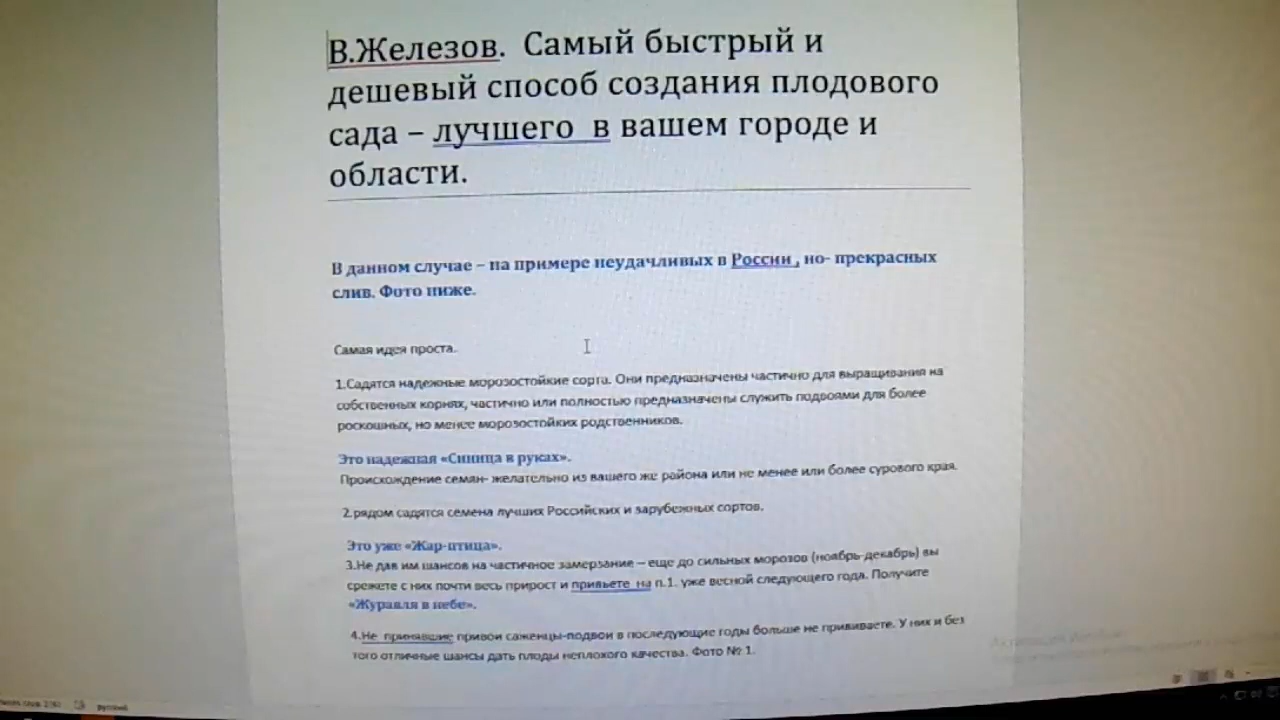 В.Железов.  Самый быстрый и
дешевый способ создания плодового
сада – лучшего  в вашем городе и
области.
В данном случае – на примере неудачливых в России , но- прекрасных
слив. Фото ниже.
Самая идея проста.
1.Садятся надежные морозостойкие сорта. Они предназначены частично для выращивания на
собственных корнях, частично или полностью предназначены служить подвоями для более
роскошных, но менее морозостойких родственников.
Это надежная «Синица в руках».
Происхождение семян- желательно из вашего же района или не менее или более сурового края.
2.рядом садятся семена лучших Российских и зарубежных сортов.
Это уже «Жар-птица».
3.Не дав им шансов на частичное замерзание – еще до сильных морозов (ноябрь-декабрь) вы
срежете с них почти весь прирост и привьете  на п.1. уже весной следующего года. Получите
«Журавля в небе».
4.Не  принявшие привои саженцы-подвои в последующие годы больше не прививаете. У них и без
того отличные шансы дать плоды неплохого качества. Фото № 1.
русский